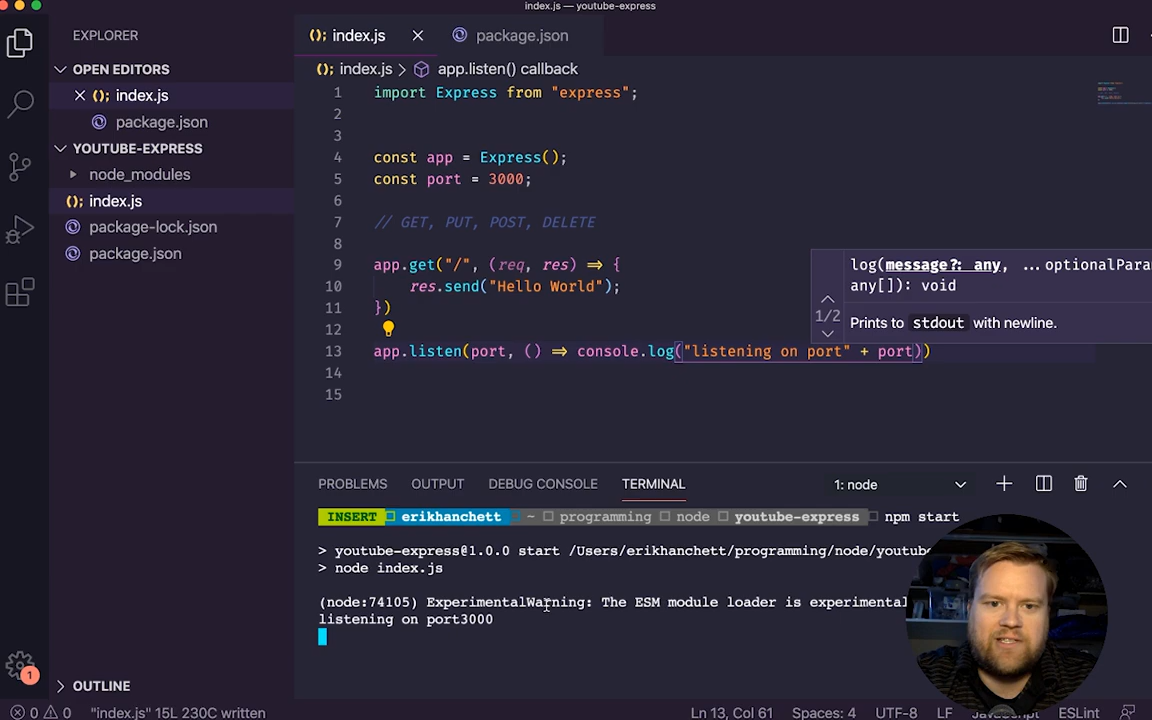 index.js — youtube-express
EXPLORER
index.js
package.json
OPEN EDITORS
index.js > app.listen() callback
index.js
package.json
YOUTUBE-EXPRESS
node_modules
index.js
package-lock.json
package.json
1 import Express from "express";
2
3
4 const app = Express();
5 const port = 3000;
6
7 // GET, PUT, POST, DELETE
8
9 app.get("/", (req, res) => {
10 res.send("Hello World");
11 })
12
13 app.listen(port, () => console.log("listening on port" + port))
14
15
log(message?: any, ...optionalPara
any[]): void
1/2
Prints to stdout with newline.
PROBLEMS OUTPUT DEBUG CONSOLE TERMINAL 1: node
INSERT erikhanchett ~ programming node youtube-express npm start
> youtube-express@1.0.0 start /Users/erikhanchett/programming/node/youtube
> node index.js
(node:74105) ExperimentalWarning: The ESM module loader is experimental
listening on port3000
1
OUTLINE
0 0 "index.js" 15L 230C written Ln 13, Col 61 Spaces: 4 UTF-8 LF JavaScript ESLint